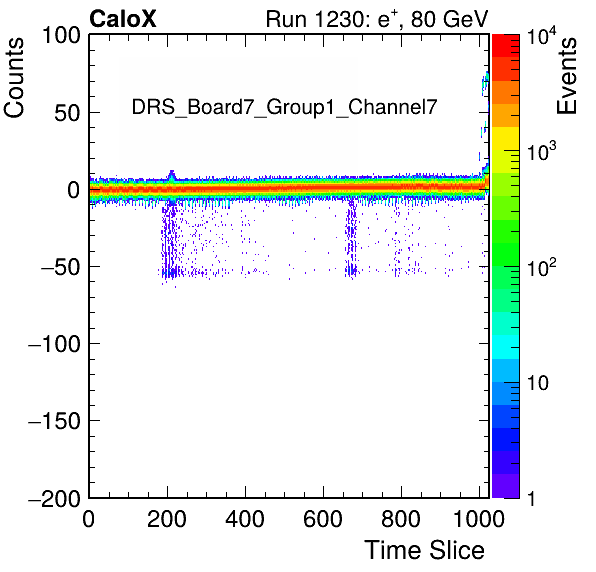 CaloX Run 1230: e⁺, 80 GeV
Counts
Events
DRS_Board7_Group1_Channel7
100
50
0
−50
−100
−150
−200
0 200 400 600 800 1000
Time Slice
10⁴
10³
10²
10
1